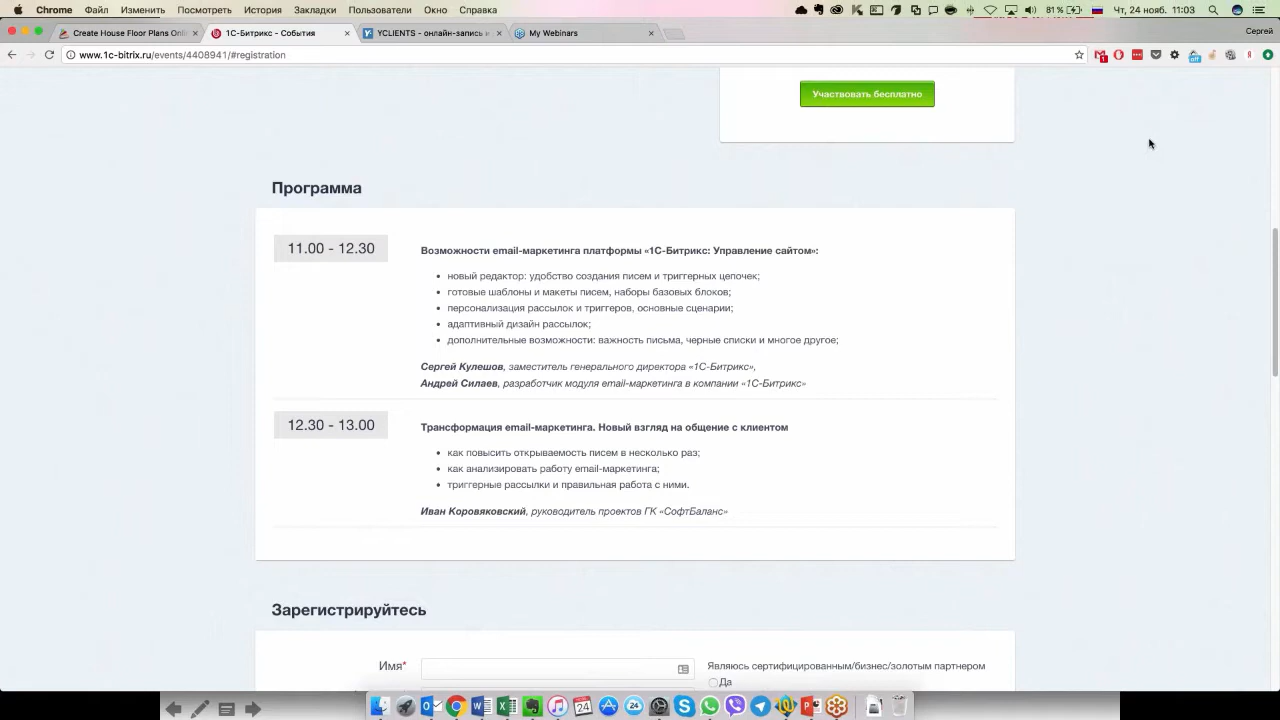 Chrome Файл Изменить Посмотреть История Закладки Пользователи Окно Справка
81% Чт, 24 нояб. 11:03
Create House Floor Plans Onli
1С-Битрикс - События
YCLIENTS - онлайн-запись и
My Webinars
Сергей
www.1c-bitrix.ru/events/4408941/#registration
Участвовать бесплатно
Программа
11.00 - 12.30
Возможности email-маркетинга платформы «1С-Битрикс: Управление сайтом»:
новый редактор: удобство создания писем и триггерных цепочек;
готовые шаблоны и макеты писем, наборы базовых блоков;
персонализация рассылок и триггеров, основные сценарии;
адаптивный дизайн рассылок;
дополнительные возможности: важность письма, черные списки и многое другое;
Сергей Кулешов, заместитель генерального директора «1С-Битрикс»,
Андрей Силаев, разработчик модуля email-маркетинга в компании «1С-Битрикс»
12.30 - 13.00
Трансформация email-маркетинга. Новый взгляд на общение с клиентом
как повысить открываемость писем в несколько раз;
как анализировать работу email-маркетинга;
триггерные рассылки и правильная работа с ними.
Иван Коровяковский, руководитель проектов ГК «СофтБаланс»
Зарегистрируйтесь
Имя*
Являюсь сертифицированным/бизнес/золотым партнером
Да